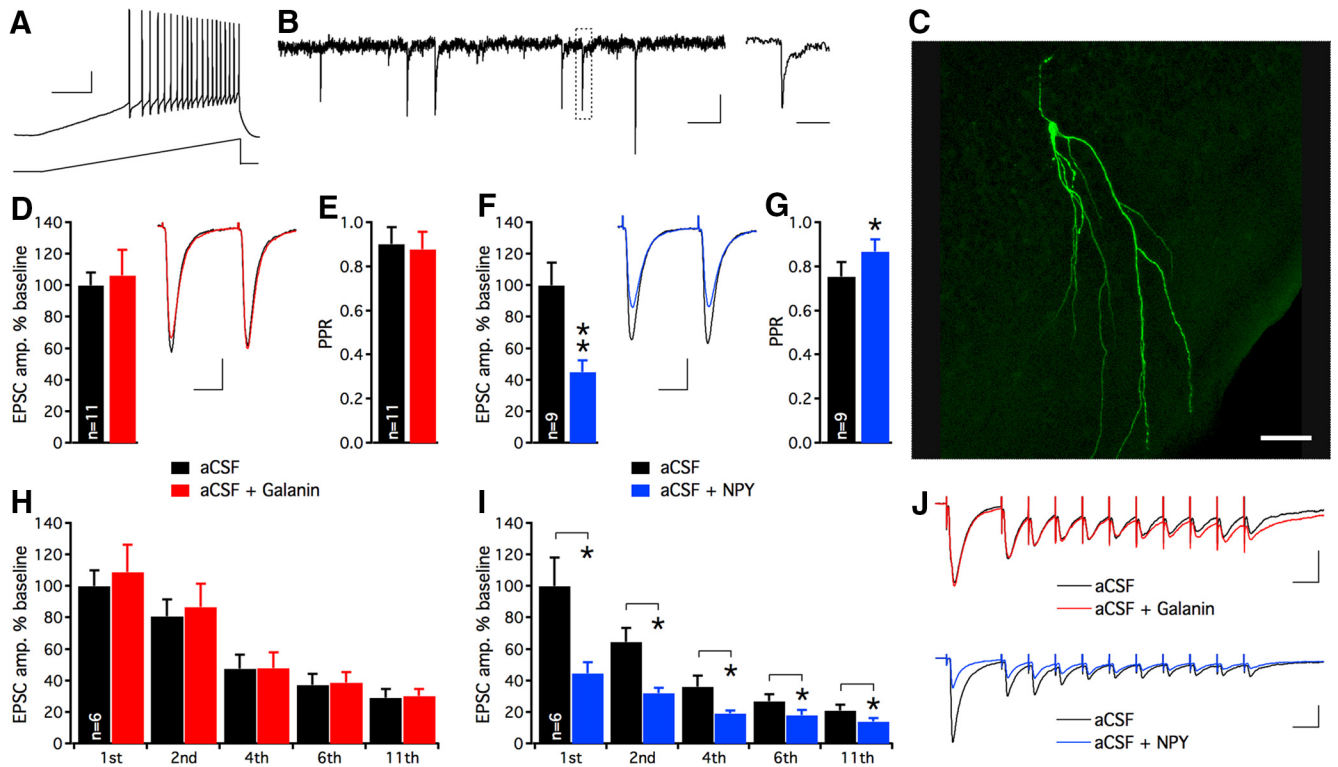 A
B
C
D
EPSC amp. % baseline
140
120
100
80
60
40
20
0
n=11
E
PPR
1.0
0.8
0.6
0.4
0.2
0.0
n=11
F
EPSC amp. % baseline
140
120
100
80
60
40
20
0
n=9
**
G
PPR
1.0
0.8
0.6
0.4
0.2
0.0
n=9
*
aCSF
aCSF + Galanin
aCSF
aCSF + NPY
H
EPSC amp. % baseline
140
120
100
80
60
40
20
0
n=6
1st 2nd 4th 6th 11th
I
EPSC amp. % baseline
140
120
100
80
60
40
20
0
n=6
* * * * *
1st 2nd 4th 6th 11th
J
aCSF
aCSF + Galanin
aCSF
aCSF + NPY